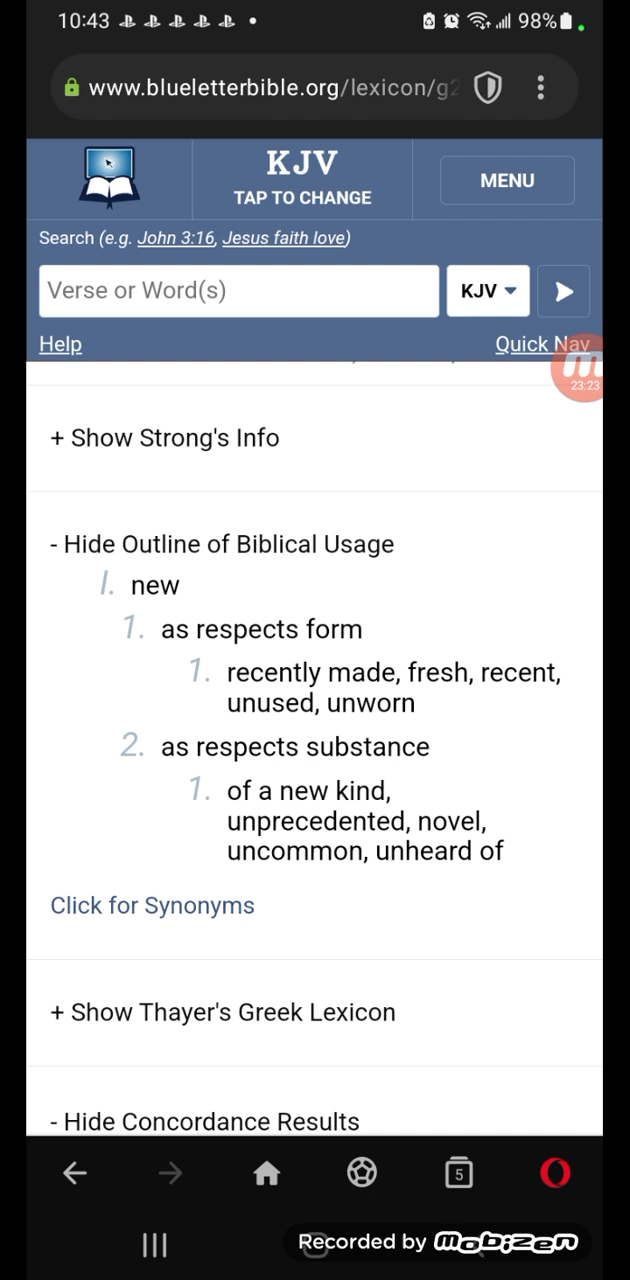 10:43
98%
www.blueletterbible.org/lexicon/g2
KJV
TAP TO CHANGE
MENU
Search (e.g. John 3:16, Jesus faith love)
Verse or Word(s)
KJV
Help
Quick Nav
23:23
+ Show Strong's Info
- Hide Outline of Biblical Usage
I. new
1. as respects form
1. recently made, fresh, recent,
unused, unworn
2. as respects substance
1. of a new kind,
unprecedented, novel,
uncommon, unheard of
Click for Synonyms
+ Show Thayer's Greek Lexicon
- Hide Concordance Results
5
Recorded by mobizen